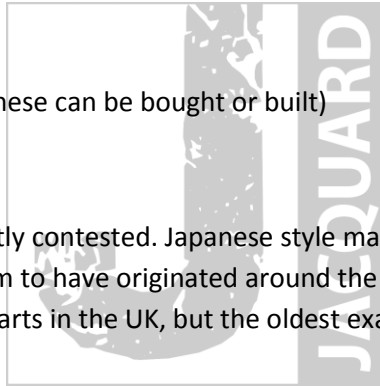 hese can be bought or built)
tly contested. Japanese style ma
m to have originated around the
arts in the UK, but the oldest exa
JACQUARD